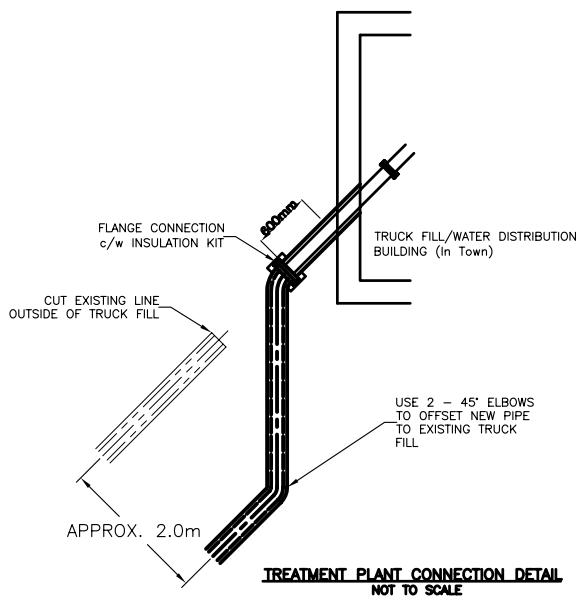 600mm
FLANGE CONNECTION
c/w INSULATION KIT
TRUCK FILL/WATER DISTRIBUTION
BUILDING (In Town)
CUT EXISTING LINE
OUTSIDE OF TRUCK FILL
USE 2 – 45° ELBOWS
TO OFFSET NEW PIPE
TO EXISTING TRUCK
FILL
APPROX. 2.0m
TREATMENT PLANT CONNECTION DETAIL
NOT TO SCALE